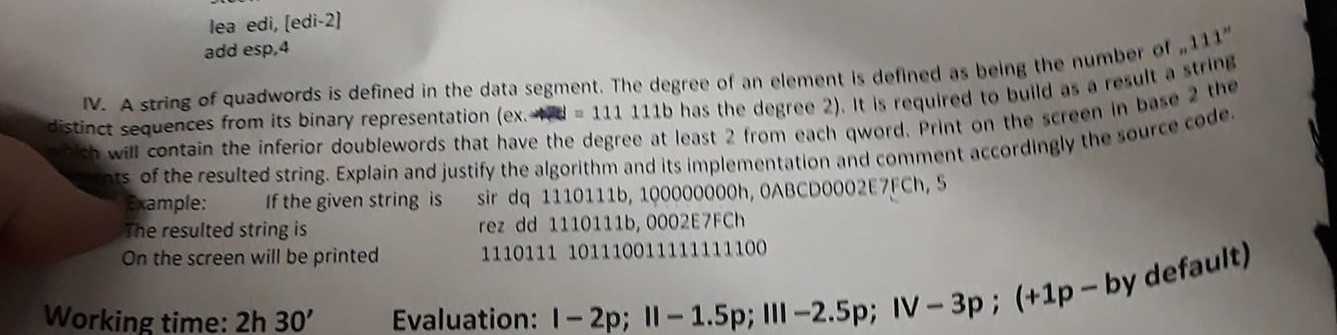 lea edi, [edi-2]
add esp,4
IV. A string of quadwords is defined in the data segment. The degree of an element is defined as being the number of „111"
distinct sequences from its binary representation (ex. = 111 111b has the degree 2). It is required to build as a result a string
which will contain the inferior doublewords that have the degree at least 2 from each qword. Print on the screen in base 2 the
of the resulted string. Explain and justify the algorithm and its implementation and comment accordingly the source code.
Example: If the given string is sir dq 1110111b, 100000000h, 0ABCD0002E7FCh, 5
The resulted string is rez dd 1110111b, 0002E7FCh
On the screen will be printed 1110111 101110011111111100
Working time: 2h 30' Evaluation: I – 2p; II – 1.5p; III –2.5p; IV – 3p ; (+1p – by default)